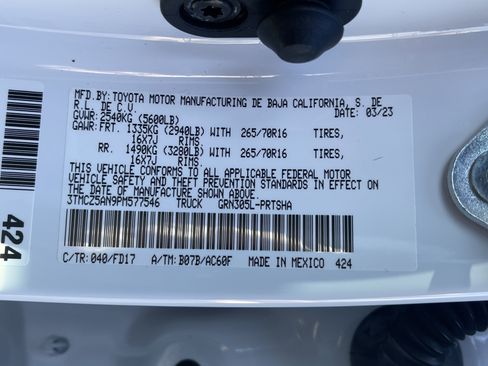 MFD.BY:TOYOTA MOTOR MANUFACTURING DE BAJA CALIFORNIA, S. DE
R.L. DE C.V. DATE: 03/23
GVWR:2540KG (5600LB)
GAWR:FRT. 1335KG (2940LB) WITH 265/70R16 TIRES,
16X7J RIMS.
RR. 1490KG (3280LB) WITH 265/70R16 TIRES,
16X7J RIMS.
THIS VEHICLE CONFORMS TO ALL APPLICABLE FEDERAL MOTOR
VEHICLE SAFETY AND THEFT PREVENTION STANDARDS IN EFFECT ON
THE DATE OF MANUFACTURE SHOWN ABOVE.
3TMCZ5AN9PM577546 TRUCK GRN305L-PRTSHA
C/TR: 040/FD17 A/TM: B07B/AC60F MADE IN MEXICO 424
424